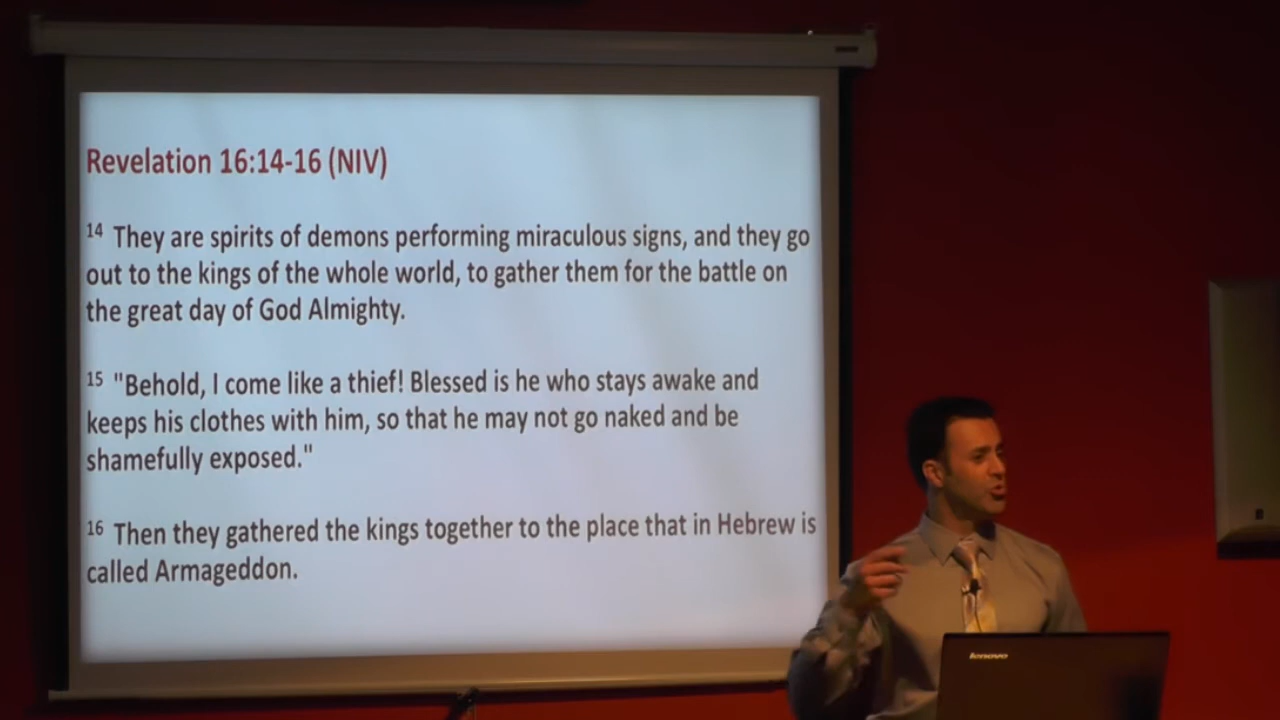 Revelation 16:14-16 (NIV)
14 They are spirits of demons performing miraculous signs, and they go
out to the kings of the whole world, to gather them for the battle on
the great day of God Almighty.
15 "Behold, I come like a thief! Blessed is he who stays awake and
keeps his clothes with him, so that he may not go naked and be
shamefully exposed."
16 Then they gathered the kings together to the place that in Hebrew is
called Armageddon.
lenovo